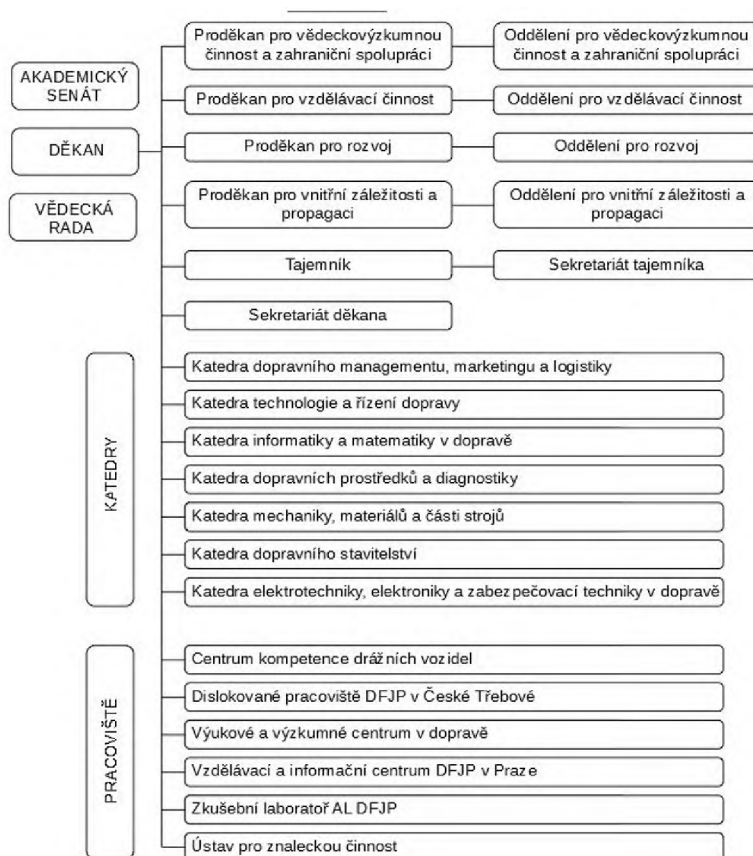 Proděkan pro vědeckovýzkumnou
činnost a zahraniční spolupráci
Oddělení pro vědeckovýzkumnou
činnost a zahraniční spolupráci
AKADEMICKÝ
SENÁT
Proděkan pro vzdělávací činnost
Oddělení pro vzdělávací činnost
DĚKAN
Proděkan pro rozvoj
Oddělení pro rozvoj
VĚDECKÁ
RADA
Proděkan pro vnitřní záležitosti a
propagaci
Oddělení pro vnitřní záležitosti a
propagaci
Tajemník
Sekretariát tajemníka
Sekretariát děkana
KATEDRY
Katedra dopravního managementu, marketingu a logistiky
Katedra technologie a řízení dopravy
Katedra informatiky a matematiky v dopravě
Katedra dopravních prostředků a diagnostiky
Katedra mechaniky, materiálů a části strojů
Katedra dopravního stavitelství
Katedra elektrotechniky, elektroniky a zabezpečovací techniky v dopravě
PRACOVIŠTĚ
Centrum kompetence drážních vozidel
Dislokované pracoviště DFJP v České Třebové
Výukové a výzkumné centrum v dopravě
Vzdělávací a informační centrum DFJP v Praze
Zkušební laboratoř AL DFJP
Ústav pro znaleckou činnost